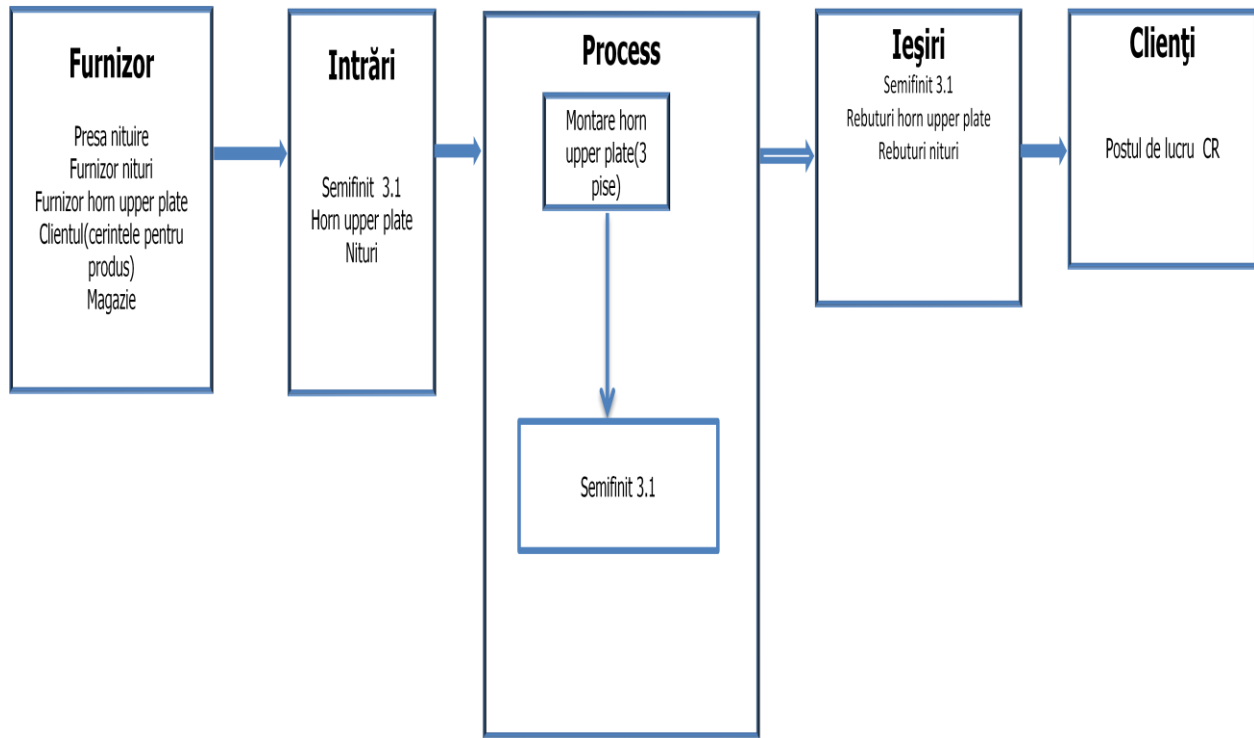 Furnizor
Presa nituire
Furnizor nituri
Furnizor horn upper plate
Clientul(cerintele pentru
produs)
Magazie
Intrări
Semifinit 3.1
Horn upper plate
Nituri
Process
Montare horn
upper plate(3
pise)
Semifinit 3.1
Ieşiri
Semifinit 3.1
Rebuturi horn upper plate
Rebuturi nituri
Clienţi
Postul de lucru CR